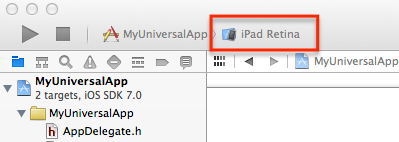 MyUniversalApp iPad Retina
MyUniversalApp MyUniversalApp
2 targets, iOS SDK 7.0
MyUniversalApp
AppDelegate.h